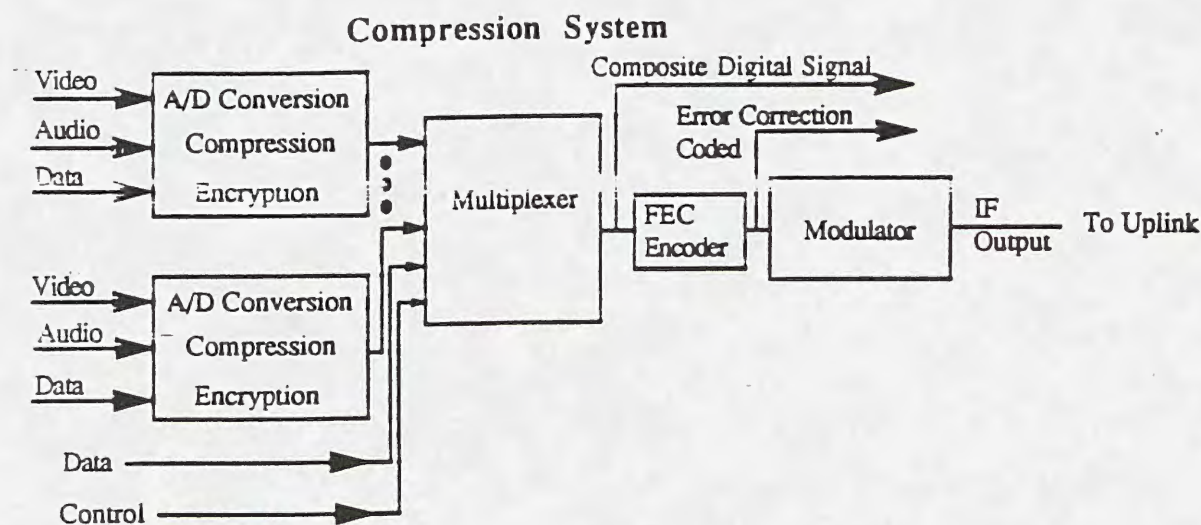 Compression System
Composite Digital Signal
Error Correction
Coded
Video
Audio
Data
A/D Conversion
Compression
Encryption
Multiplexer
FEC
Encoder
Modulator
IF
Output
To Uplink
Video
Audio
Data
A/D Conversion
Compression
Encryption
Data
Control